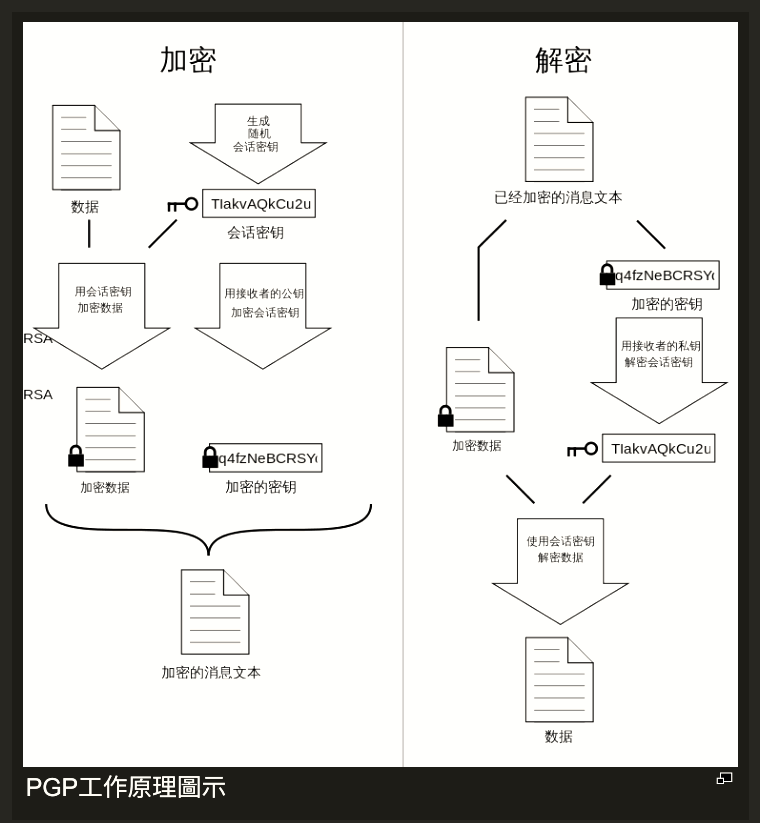 加密
生成
随机
会话密钥
TIakvAQkCu2u
数据
会话密钥
用会话密钥
加密数据
用接收者的公钥
加密会话密钥
RSA
RSA
q4fzNeBCRSY
加密数据
加密的密钥
加密的消息文本
解密
已经加密的消息文本
q4fzNeBCRSY
加密的密钥
用接收者的私钥
解密会话密钥
加密数据
TIakvAQkCu2u
使用会话密钥
解密数据
数据
PGP工作原理圖示